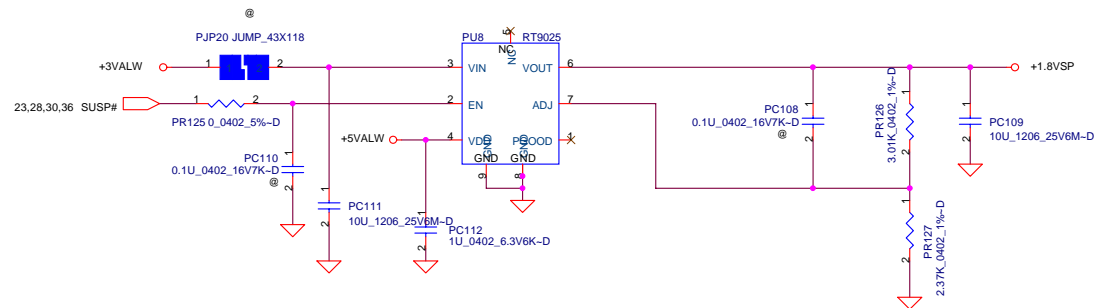 @
PJP20 JUMP_43X118
+3VALW
1
1
2
2
23,28,30,36 SUSP#
1
2
PR125 0_0402_5%~D
PC110
0.1U_0402_16V7K~D
@
1
2
PC111
10U_1206_25V6M~D
1
2
+5VALW
PC112
1U_0402_6.3V6K~D
1
2
PU8
RT9025
5
NC
NC
3
VIN
VOUT
6
2
EN
ADJ
7
4
VDD
PGOOD
1
GND
GND
GND
GND
9
8
+1.8VSP
PC108
0.1U_0402_16V7K~D
@
1
2
PR126
3.01K_0402_1%~D
1
2
PC109
10U_1206_25V6M~D
1
2
PR127
2.37K_0402_1%~D
1
2